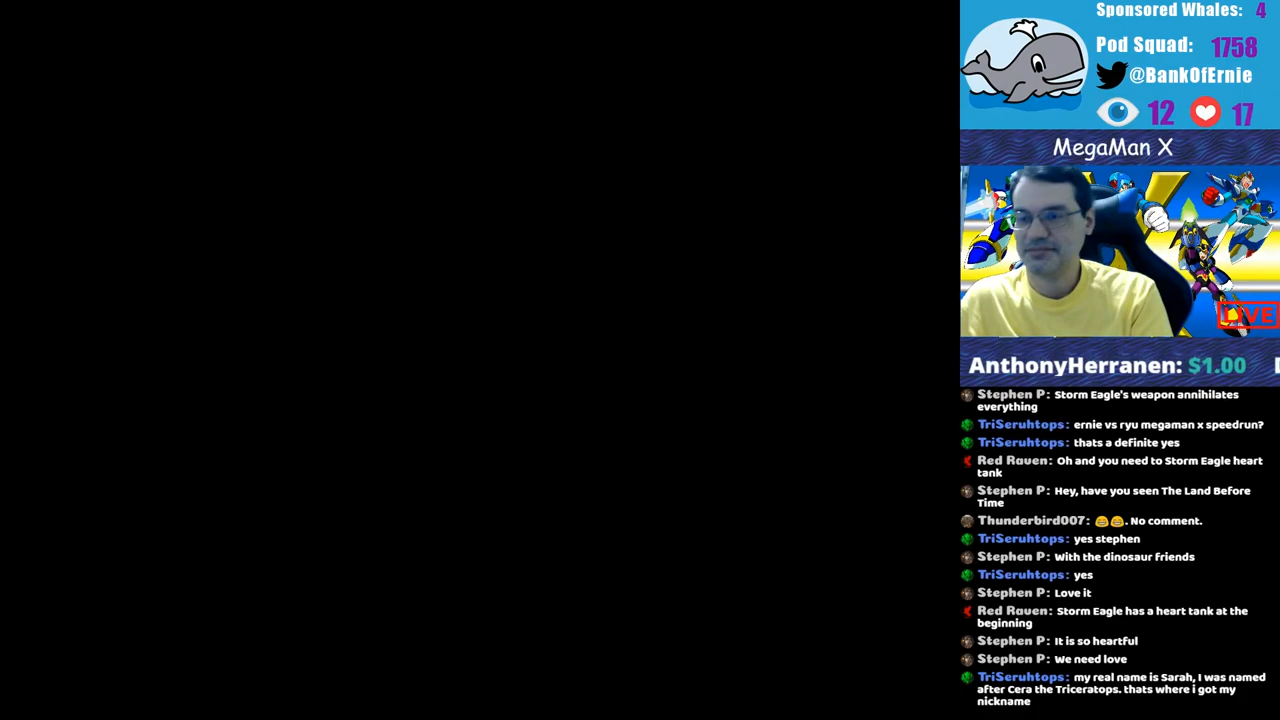 Sponsored Whales: 4
Pod Squad: 1758
@BankOfErnie
12 17
MegaMan X
LIVE
AnthonyHerranen: $1.00
Stephen P: Storm Eagle's weapon annihilates
everything
TriSeruhtops: ernie vs ryu megaman x speedrun?
TriSeruhtops: thats a definite yes
Red Raven: Oh and you need to Storm Eagle heart
tank
Stephen P: Hey, have you seen The Land Before
Time
Thunderbird007: 😂😂. No comment.
TriSeruhtops: yes stephen
Stephen P: With the dinosaur friends
TriSeruhtops: yes
Stephen P: Love it
Red Raven: Storm Eagle has a heart tank at the
beginning
Stephen P: It is so heartful
Stephen P: We need love
TriSeruhtops: my real name is Sarah, I was named
after Cera the Triceratops. thats where i got my
nickname